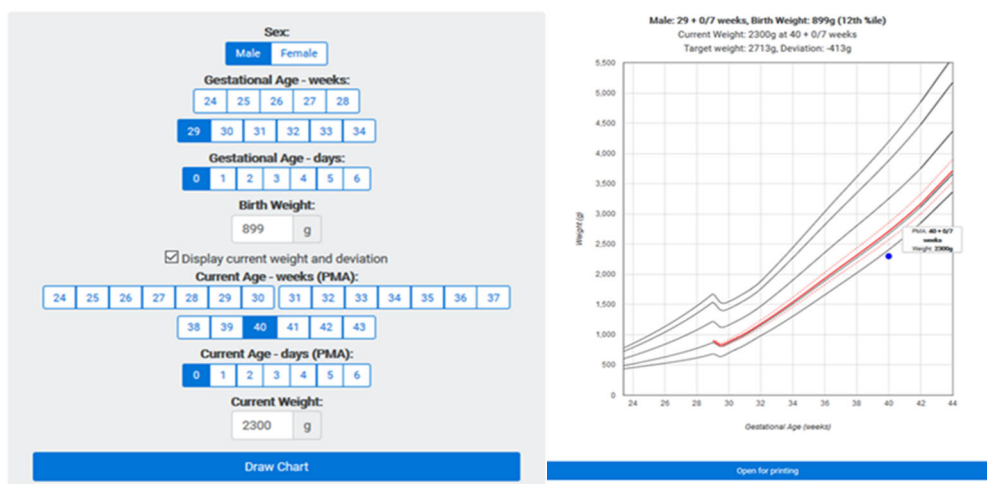 Sex:
Male Female
Gestational Age - weeks:
24 25 26 27 28
29 30 31 32 33 34
Gestational Age - days:
0 1 2 3 4 5 6
Birth Weight:
899 g
Display current weight and deviation
Current Age - weeks (PMA):
24 25 26 27 28 29 30 31 32 33 34 35 36 37
38 39 40 41 42 43
Current Age - days (PMA):
0 1 2 3 4 5 6
Current Weight:
2300 g
Draw Chart
Male: 29 + 0/7 weeks, Birth Weight: 899g (12th %ile)
Current Weight: 2300g at 40 + 0/7 weeks
Target weight: 2713g, Deviation: -413g
5,500
5,000
4,500
4,000
3,500
3,000
2,500
2,000
1,500
1,000
500
0
Weight (g)
PMA: 40 + 0/7
weeks
Weight: 2300g
24 26 28 30 32 34 36 38 40 42 44
Gestational Age (weeks)
Open for printing